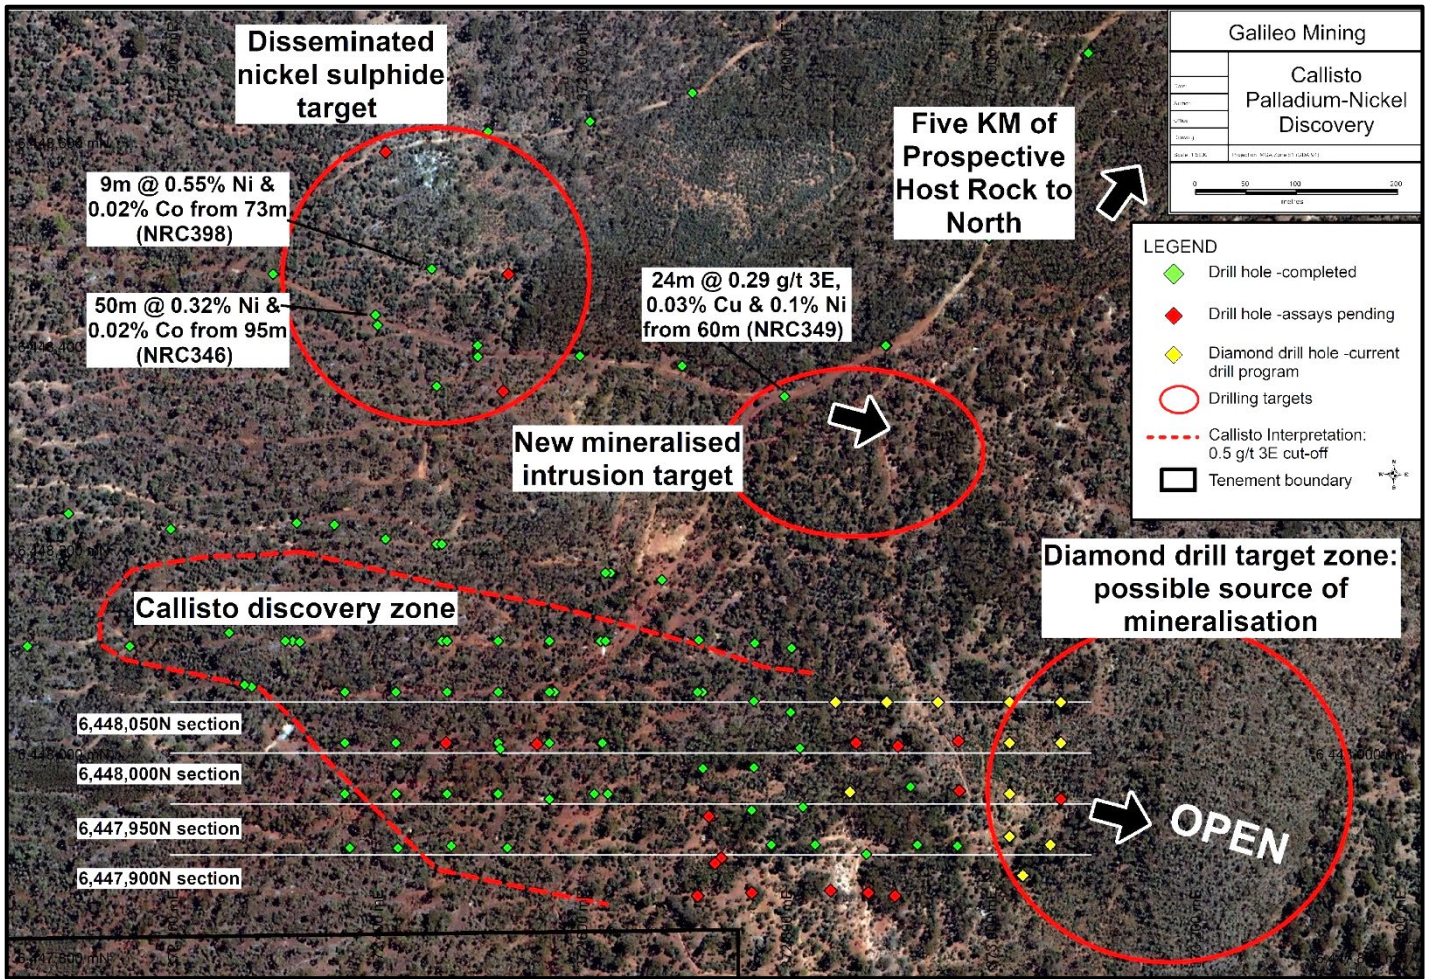 Disseminated
nickel sulphide
target
9m @ 0.55% Ni &
0.02% Co from 73m
(NRC398)
50m @ 0.32% Ni &
0.02% Co from 95m
(NRC346)
Five KM of
Prospective
Host Rock to
North
24m @ 0.29 g/t 3E,
0.03% Cu & 0.1% Ni
from 60m (NRC349)
New mineralised
intrusion target
Galileo Mining
Callisto
Palladium-Nickel
Discovery
0 50 100 200
metres
LEGEND
Drill hole -completed
Drill hole -assays pending
Diamond drill hole -current
drill program
Drilling targets
Callisto Interpretation:
0.5 g/t 3E cut-off
Tenement boundary
Callisto discovery zone
Diamond drill target zone:
possible source of
mineralisation
6,448,050N section
6,448,000N section
6,447,950N section
6,447,900N section
OPEN